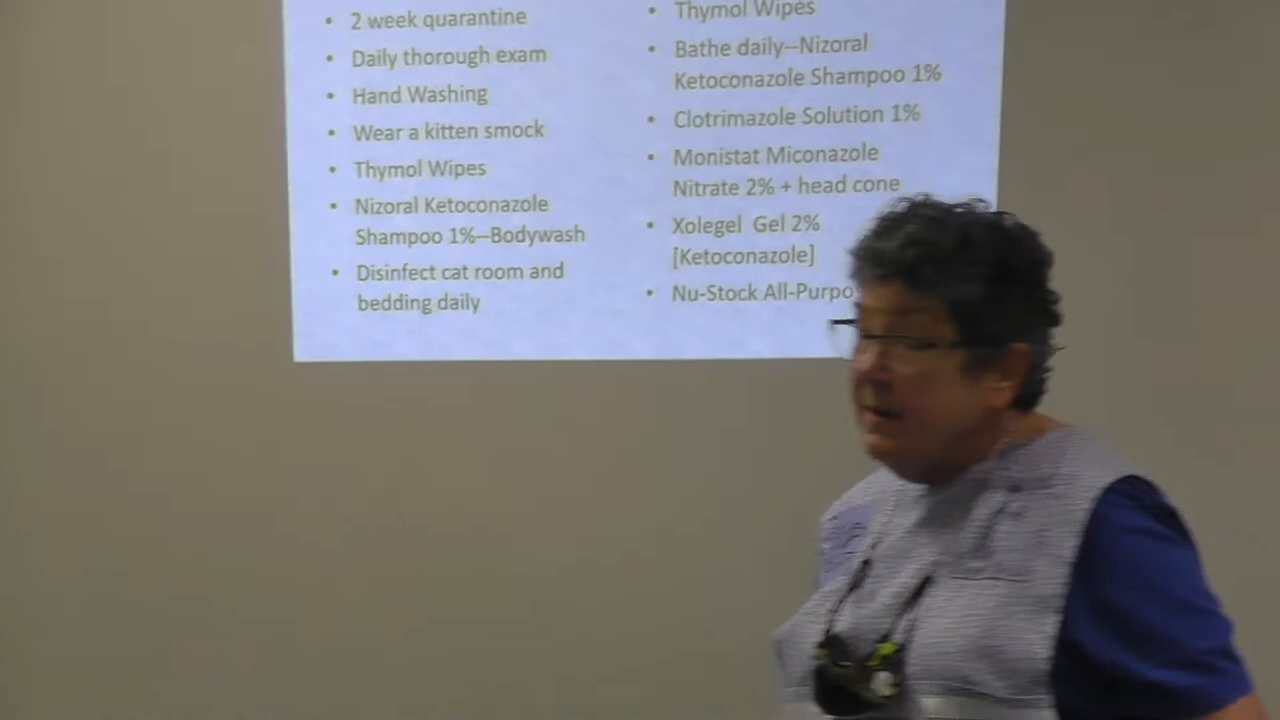 2 week quarantine
Daily thorough exam
Hand Washing
Wear a kitten smock
Thymol Wipes
Nizoral Ketoconazole
Shampoo 1%--Bodywash
Disinfect cat room and
bedding daily
Thymol Wipes
Bathe daily--Nizoral
Ketoconazole Shampoo 1%
Clotrimazole Solution 1%
Monistat Miconazole
Nitrate 2% + head cone
Xolegel Gel 2%
[Ketoconazole]
Nu-Stock All-Purpo